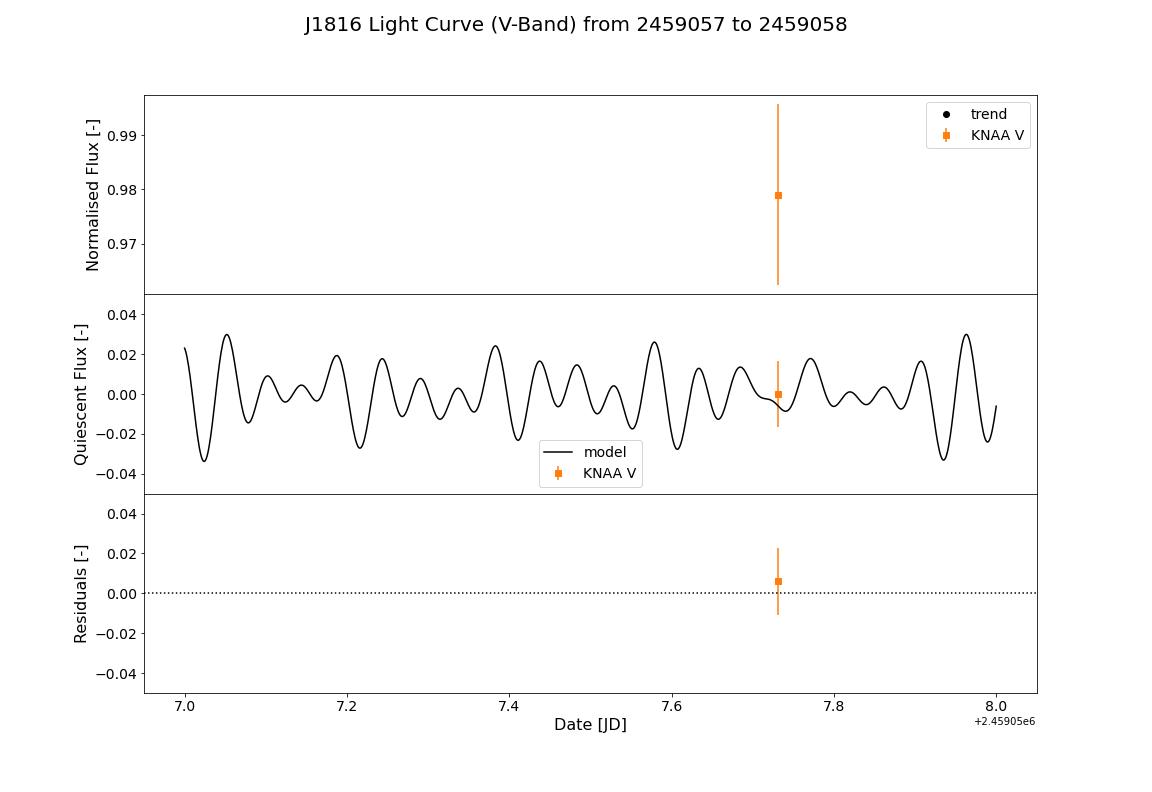 J1816 Light Curve (V-Band) from 2459057 to 2459058
trend
KNAA V
Normalised Flux [-]
0.99
0.98
0.97
Quiescent Flux [-]
0.04
0.02
0.00
−0.02
−0.04
model
KNAA V
Residuals [-]
0.04
0.02
0.00
−0.02
−0.04
7.0 7.2 7.4 7.6 7.8 8.0
Date [JD]
+2.45905e6